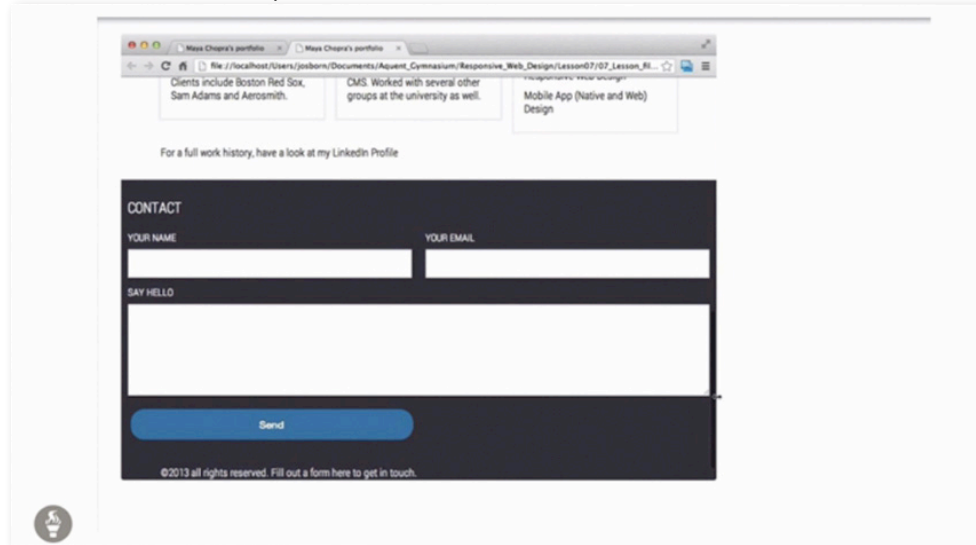 Maya Chopra's portfolio
Maya Chopra's portfolio
file://localhost/Users/josborn/Documents/Aquent_Gymnasium/Responsive_Web_Design/Lesson07/07_Lesson_fil...
Clients include Boston Red Sox,
Sam Adams and Aerosmith.
CMS. Worked with several other
groups at the university as well.
Responsive Web Design
Mobile App (Native and Web)
Design
For a full work history, have a look at my LinkedIn Profile
CONTACT
YOUR NAME
YOUR EMAIL
SAY HELLO
Send
©2013 all rights reserved. Fill out a form here to get in touch.